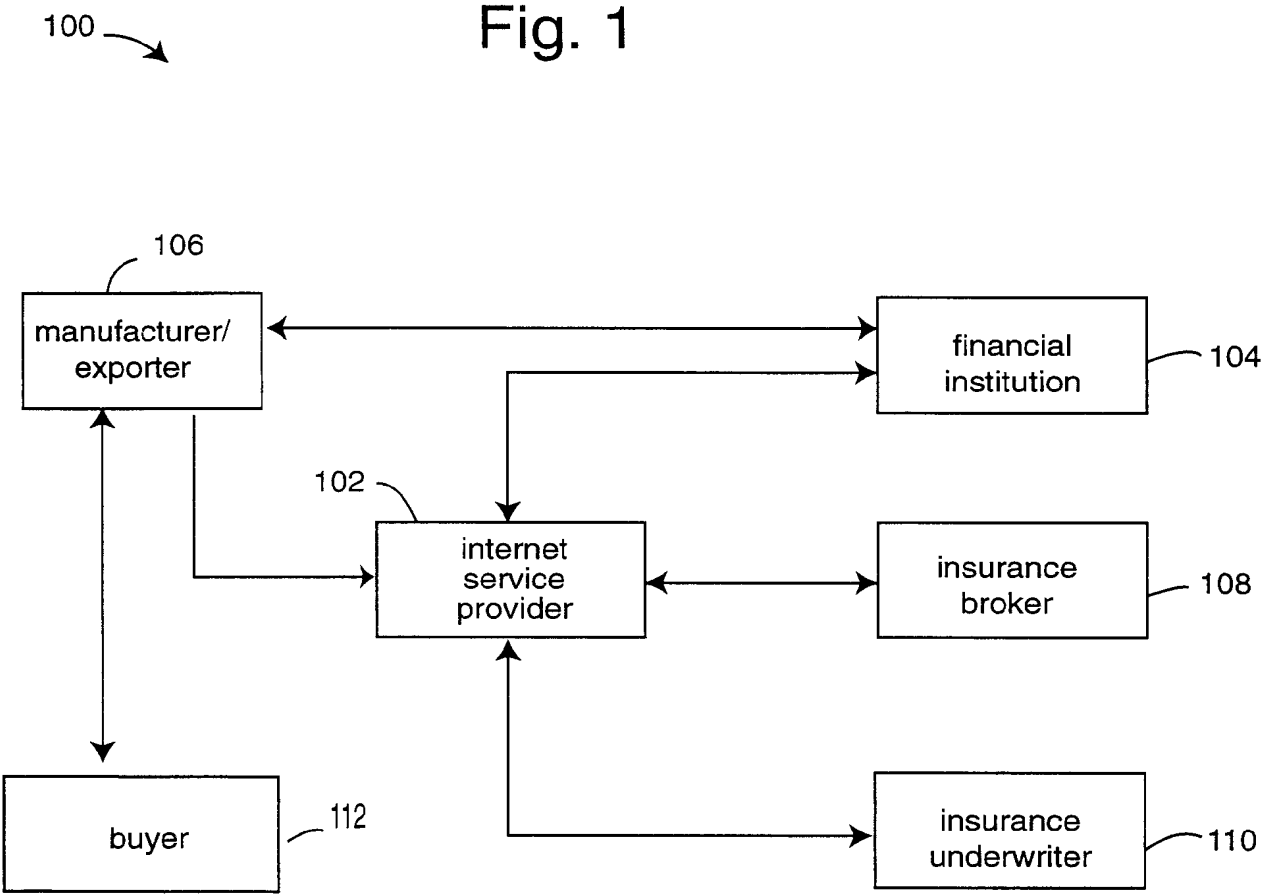 100
Fig. 1
106
manufacturer/
exporter
financial
institution
104
102
internet
service
provider
insurance
broker
108
buyer
112
insurance
underwriter
110